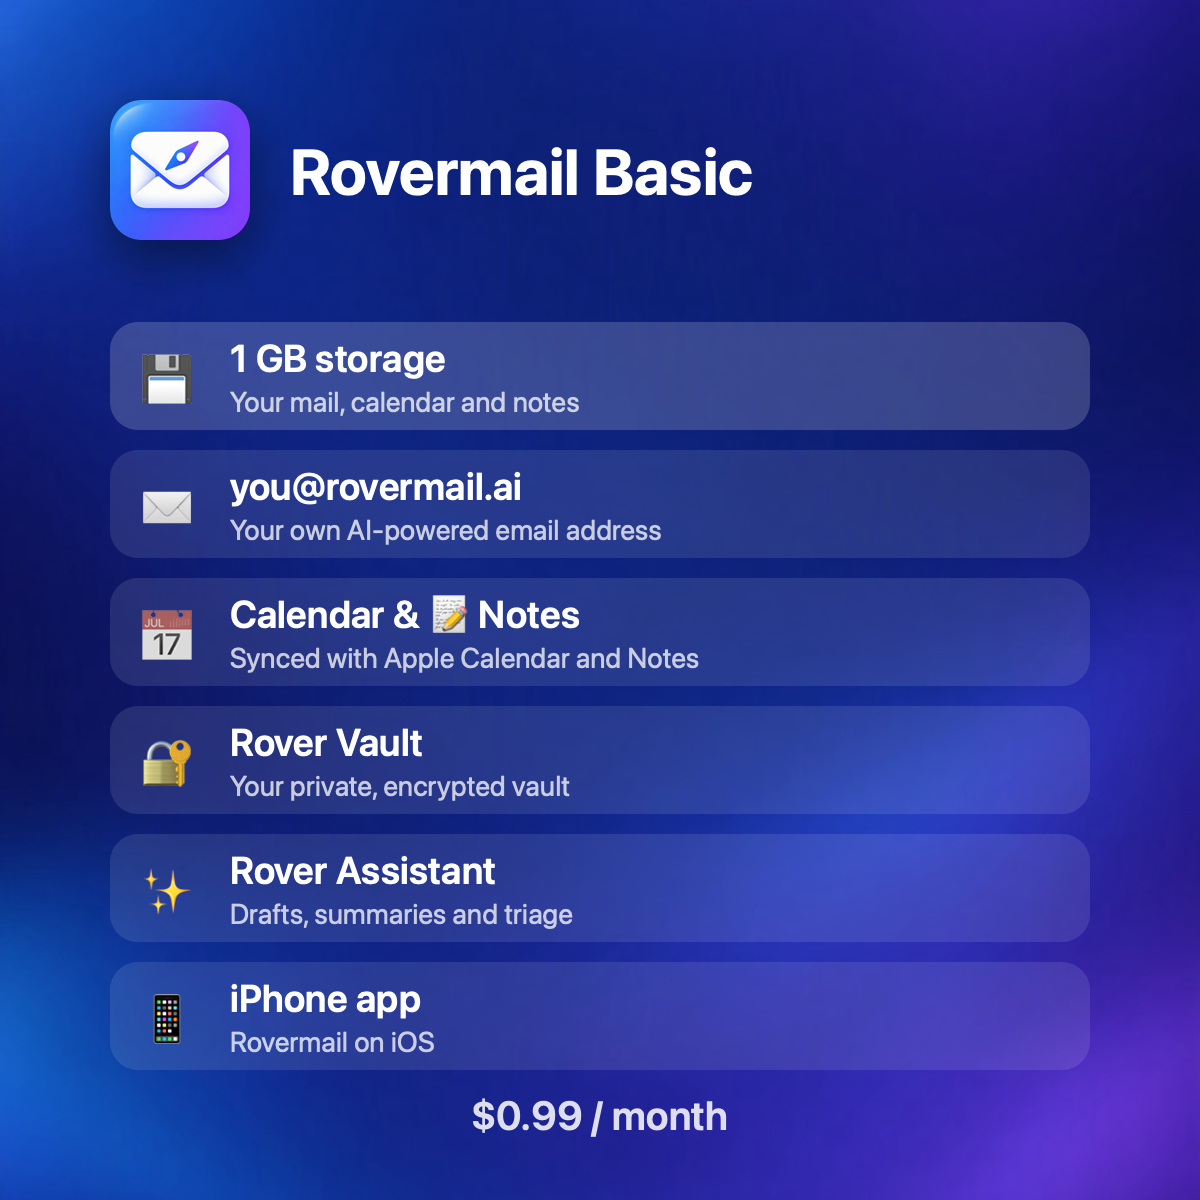 Rovermail Basic
1 GB storage
Your mail, calendar and notes
you@rovermail.ai
Your own AI-powered email address
JUL
17
Calendar & 📝 Notes
Synced with Apple Calendar and Notes
Rover Vault
Your private, encrypted vault
Rover Assistant
Drafts, summaries and triage
iPhone app
Rovermail on iOS
$0.99 / month